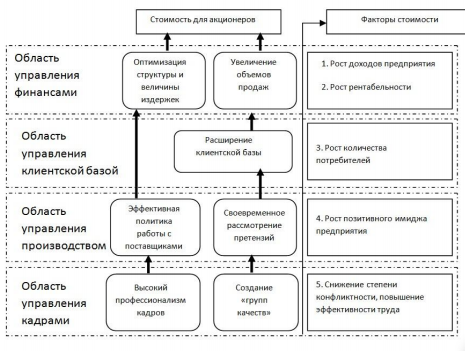 Стоимость для акционеров
Факторы стоимости
Область
управления
финансами
Оптимизация
структуры и
величины
издержек
Увеличение
объемов
продаж
1. Рост доходов предприятия
2. Рост рентабельности
Область
управления
клиентской базой
Расширение
клиентской базы
3. Рост количества
потребителей
Область
управления
производством
Эффективная
политика
работы с
поставщиками
Своевременное
рассмотрение
претензий
4. Рост позитивного имиджа
предприятия
Область
управления
кадрами
Высокий
профессионализм
кадров
Создание
«групп
качеств»
5. Снижение степени
конфликтности, повышение
эффективности труда